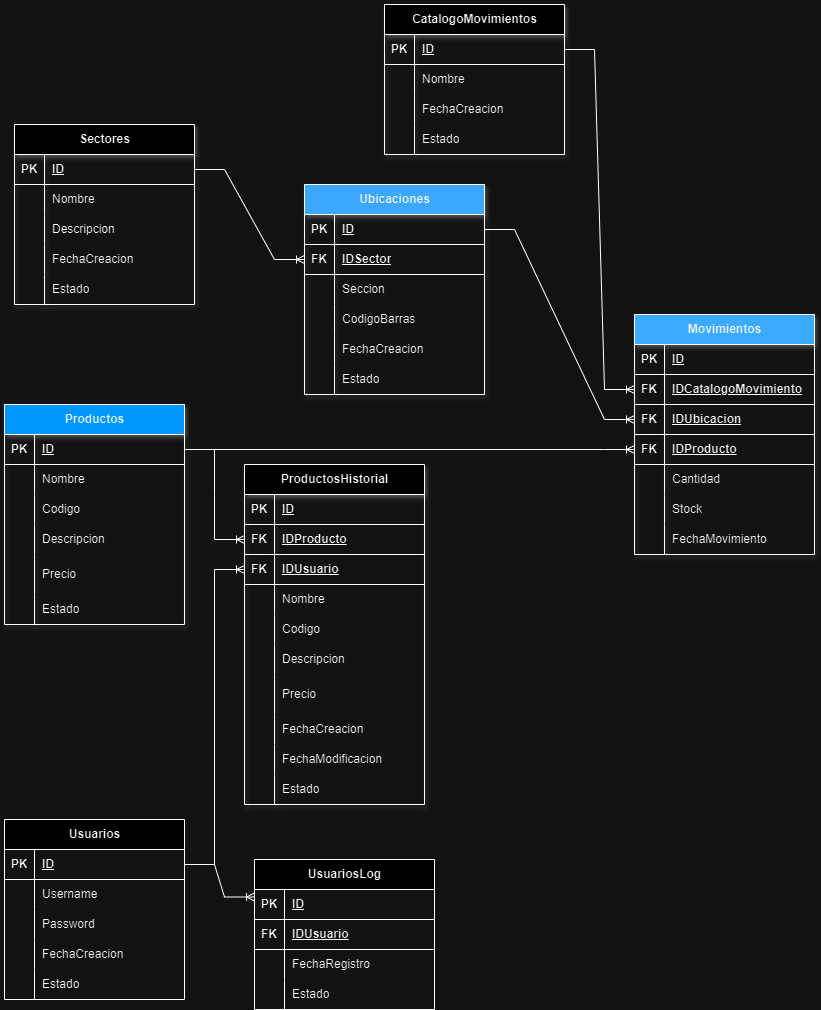 CatalogoMovimientos
PK ID
Nombre
FechaCreacion
Estado
Sectores
PK ID
Nombre
Descripcion
FechaCreacion
Estado
Ubicaciones
PK ID
FK IDSector
Seccion
CodigoBarras
FechaCreacion
Estado
Movimientos
PK ID
FK IDCatalogoMovimiento
FK IDUbicacion
FK IDProducto
Cantidad
Stock
FechaMovimiento
Productos
PK ID
Nombre
Codigo
Descripcion
Precio
Estado
ProductosHistorial
PK ID
FK IDProducto
FK IDUsuario
Nombre
Codigo
Descripcion
Precio
FechaCreacion
FechaModificacion
Estado
Usuarios
PK ID
Username
Password
FechaCreacion
Estado
UsuariosLog
PK ID
FK IDUsuario
FechaRegistro
Estado